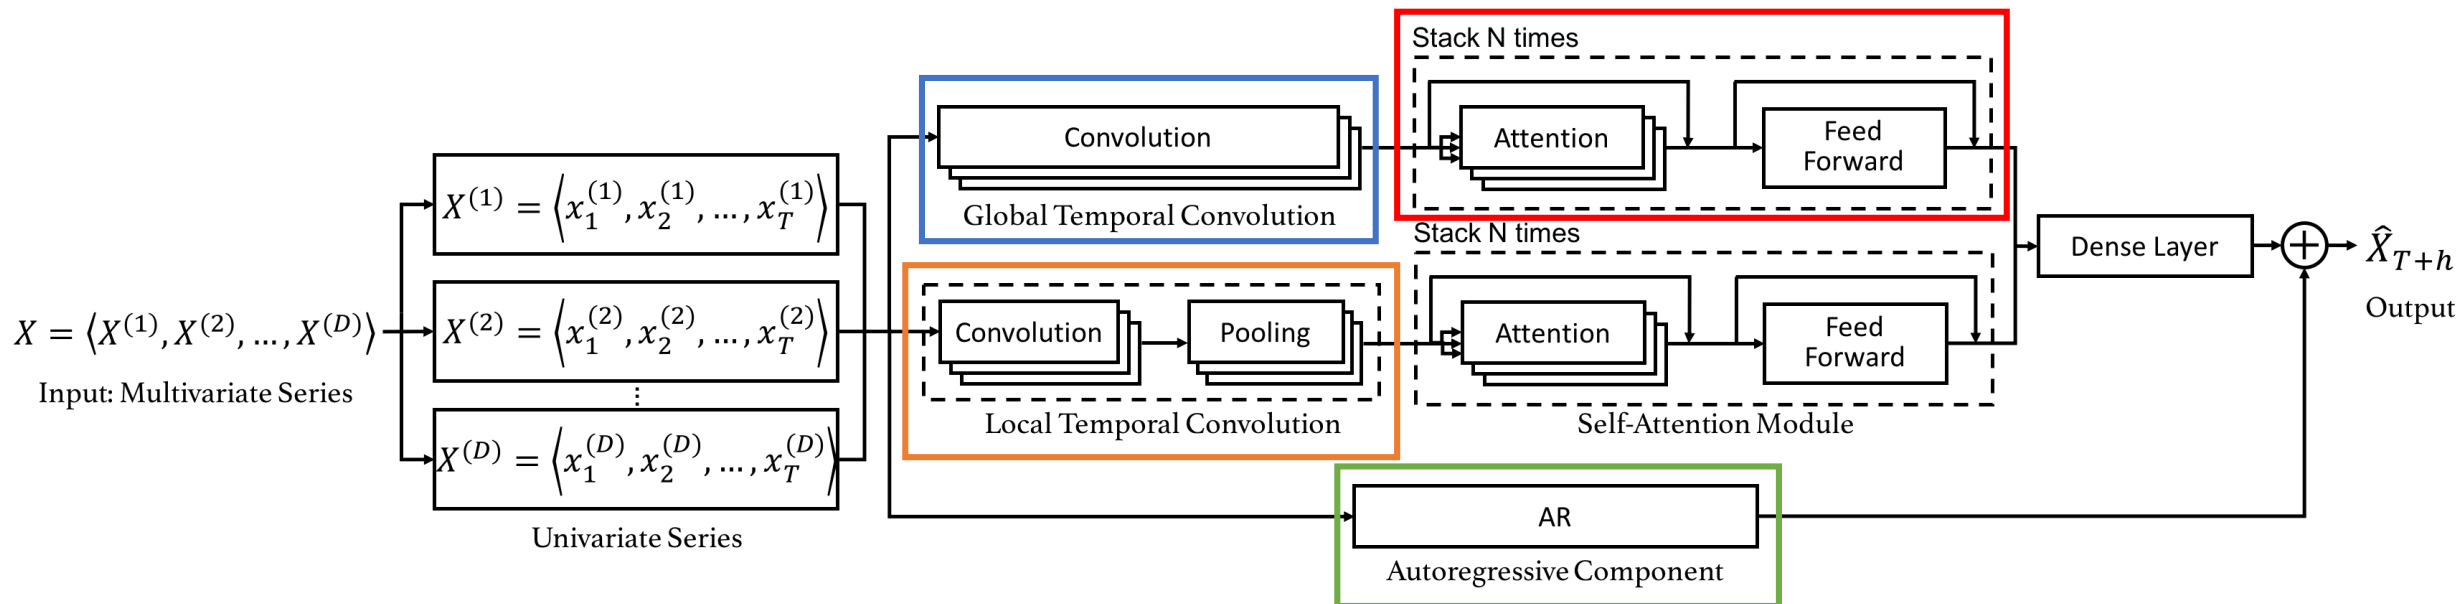 X = ⟨X^(1), X^(2), ..., X^(D)⟩
Input: Multivariate Series
X^(1) = ⟨x_1^(1), x_2^(1), ..., x_T^(1)⟩
X^(2) = ⟨x_1^(2), x_2^(2), ..., x_T^(2)⟩
⋮
X^(D) = ⟨x_1^(D), x_2^(D), ..., x_T^(D)⟩
Univariate Series
Convolution
Global Temporal Convolution
Convolution
Pooling
Local Temporal Convolution
Stack N times
Attention
Feed
Forward
Stack N times
Attention
Feed
Forward
Self-Attention Module
AR
Autoregressive Component
Dense Layer
+
X̂_{T+h}
Output